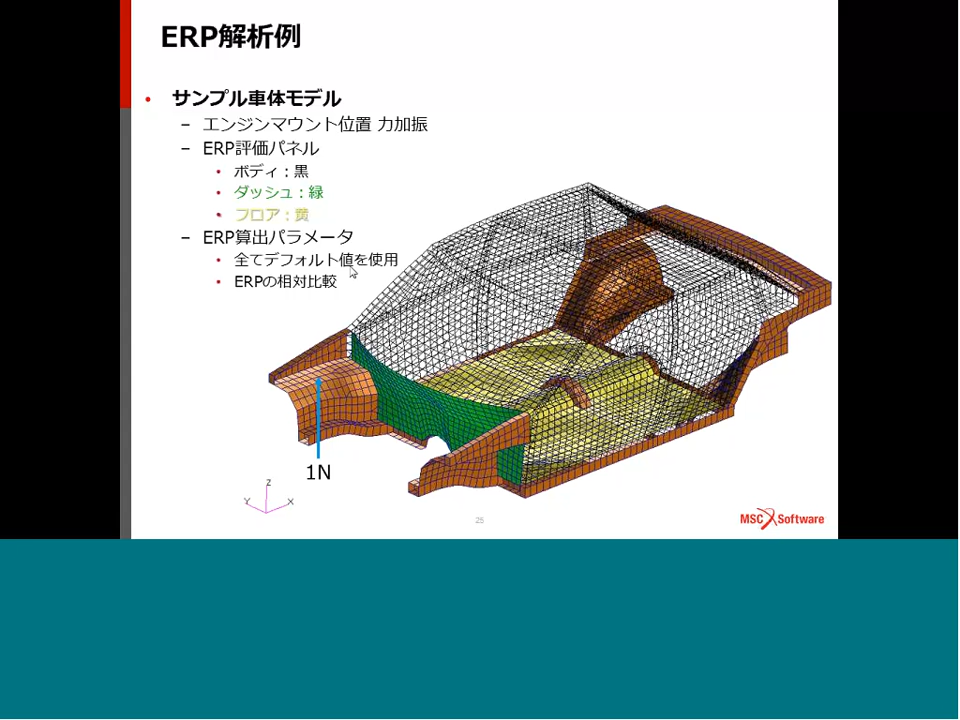 ERP解析例
• サンプル車体モデル
– エンジンマウント位置 力加振
– ERP評価パネル
• ボディ：黒
• ダッシュ：緑
• フロア：黄
– ERP算出パラメータ
• 全てデフォルト値を使用
• ERPの相対比較
1N
Z
Y X
25
MSC Software